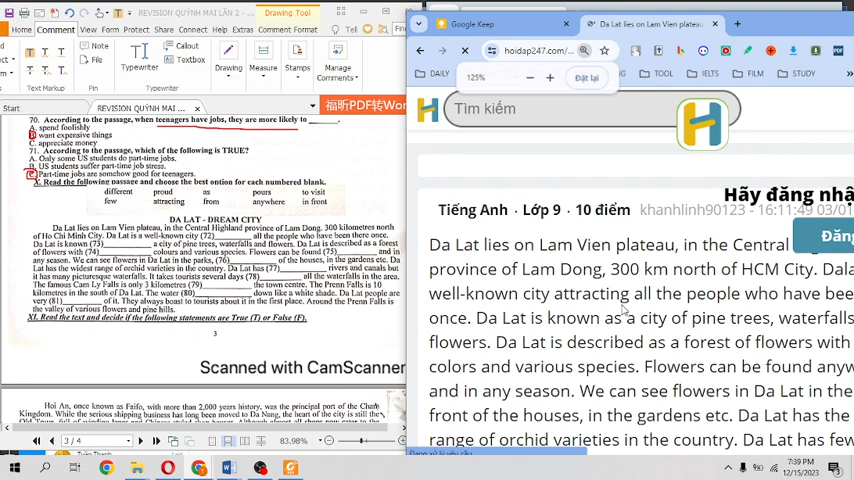 REVISION QUỲNH MAI LẦN 2 -
Drawing Tool
Home Comment View Form Protect Share Connect Help Extras Comment Format
Note
File
Typewriter
Callout
Textbox
Drawing
Measure
Stamps
Manage
Comments
Text Markup
Pin
Typewriter
Start
REVISION QUỲNH MAI LẦN 2...
福昕PDF转Wor
70. According to the passage, when teenagers have jobs, they are more likely to ______.
A. spend foolishly
B. want expensive things
C. appreciate money
71. According to the passage, which of the following is TRUE?
A. Only some US students do part-time jobs.
B. US students suffer part-time job stress.
C. Part-time jobs are somehow good for teenagers.
X. Read the following passage and choose the best option for each numbered blank.
different proud as pours to visit
few attracting from anywhere in front
DA LAT - DREAM CITY
Da Lat lies on Lam Vien plateau, in the Central Highland province of Lam Dong, 300 kilometres north
of Ho Chi Minh City. Da Lat is a well-known city (72)__________ all the people who have been there once.
Da Lat is known (73)__________ a city of pine trees, waterfalls and flowers. Da Lat is described as a forest
of flowers with (74)__________ colours and various species. Flowers can be found (75)__________ and in
any season. We can see flowers in Da Lat in the parks, (76)__________ of the houses, in the gardens etc. Da
Lat has the widest range of orchid varieties in the country. Da Lat has (77)__________ rivers and canals but
it has many picturesque waterfalls. It takes tourists several days (78)__________ all the waterfalls in the area.
The famous Cam Ly Falls is only 3 kilometres (79)__________ the town centre. The Prenn Falls is 10
kilometres in the south of Da Lat. The water (80)__________ down like a white shade. Da Lat people are
very (81)__________ of it. They always boast to tourists about it in the first place. Around the Prenn Falls is
the valley of various flowers and pine hills.
XI. Read the text and decide if the following statements are True (T) or False (F).
3
Scanned with CamScanner
Hoi An, once known as Faifo, with more than 2,000 years history, was the principal port of the Cham
Kingdom. While the serious shipping business has long been moved to Da Nang, the heart of the city is still the
3 / 4
83.98%
Google Keep
Da Lat lies on Lam Vien plateau,
hoidap247.com/...
DAILY
TOOL
IELTS
FILM
STUDY
125%
Đặt lại
Tìm kiếm
Hãy đăng nhậ
Đăng
Tiếng Anh · Lớp 9 · 10 điểm khanhlinh90123 - 16:11:49 03/01
Da Lat lies on Lam Vien plateau, in the Central
province of Lam Dong, 300 km north of HCM City. Dala
well-known city attracting all the people who have bee
once. Da Lat is known as a city of pine trees, waterfalls
flowers. Da Lat is described as a forest of flowers with
colors and various species. Flowers can be found anyw
and in any season. We can see flowers in Da Lat in the
front of the houses, in the gardens etc. Da Lat has the
range of orchid varieties in the country. Da Lat has few
Đang xử lý yêu cầu
7:39 PM
12/15/2023